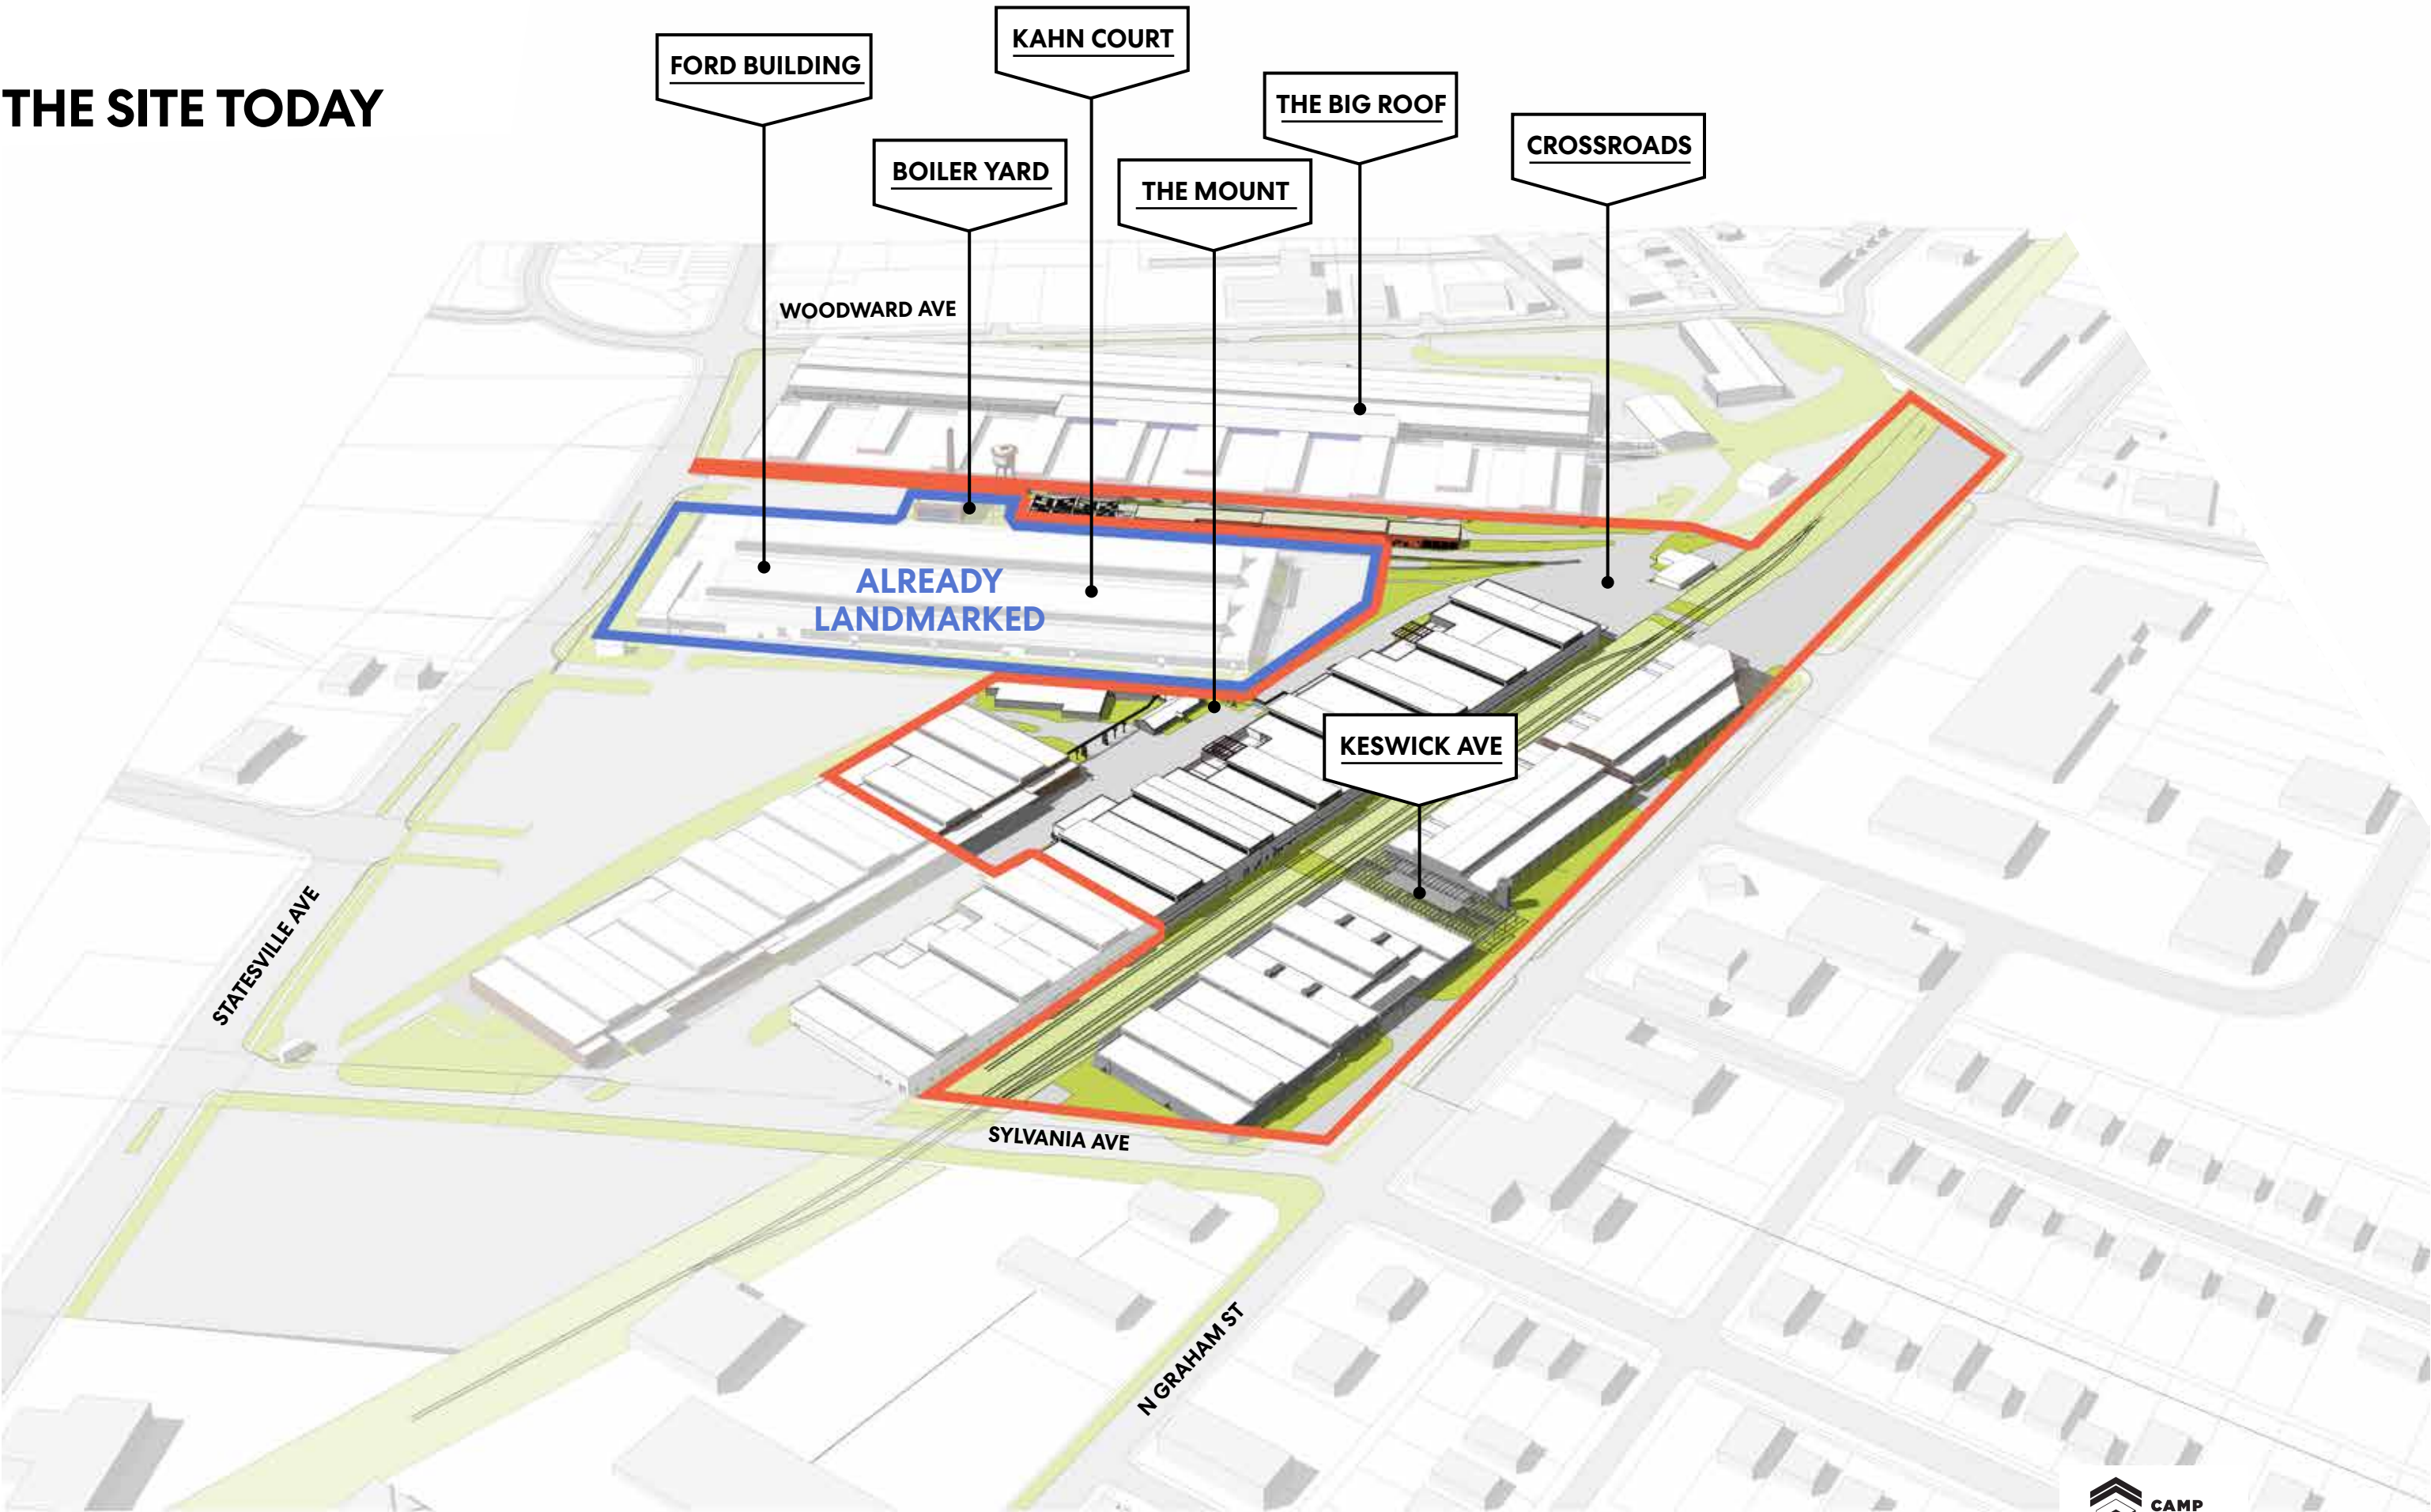 THE SITE TODAY
FORD BUILDING
KAHN COURT
BOILER YARD
THE MOUNT
THE BIG ROOF
CROSSROADS
WOODWARD AVE
ALREADY
LANDMARKED
KESWICK AVE
STATESVILLE AVE
SYLVANIA AVE
N GRAHAM ST
CAMP